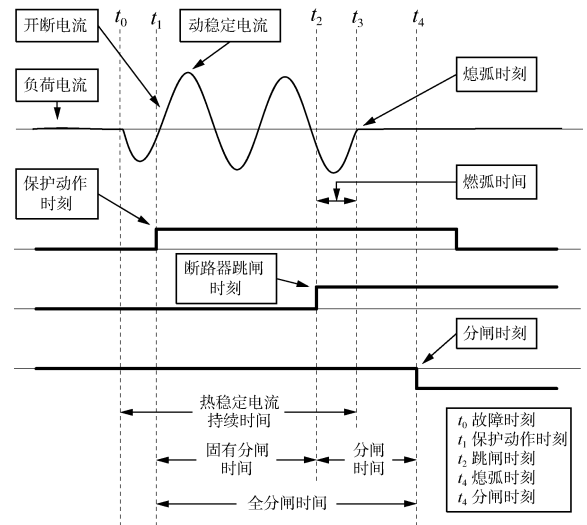 t0 t1 t2 t3 t4
开断电流
动稳定电流
负荷电流
熄弧时刻
燃弧时间
保护动作
时刻
断路器跳闸
时刻
分闸时刻
热稳定电流
持续时间
固有分闸
时间
分闸
时间
全分闸时间
t0 故障时刻
t1 保护动作时刻
t2 跳闸时刻
t4 熄弧时刻
t4 分闸时刻